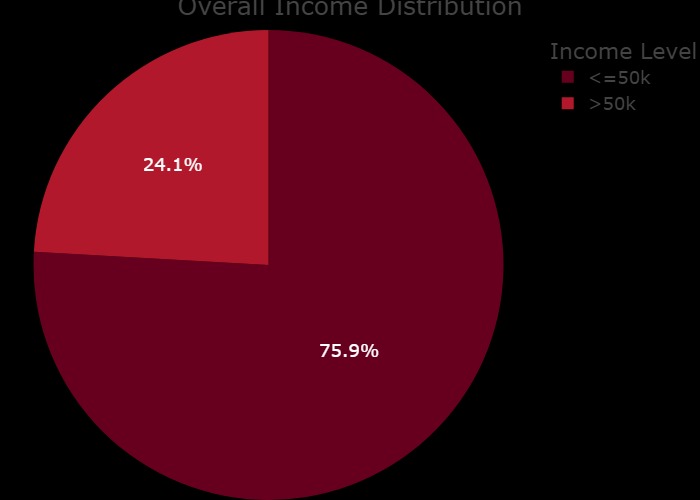 Overall Income Distribution
Income Level
<=50k
>50k
24.1%
75.9%